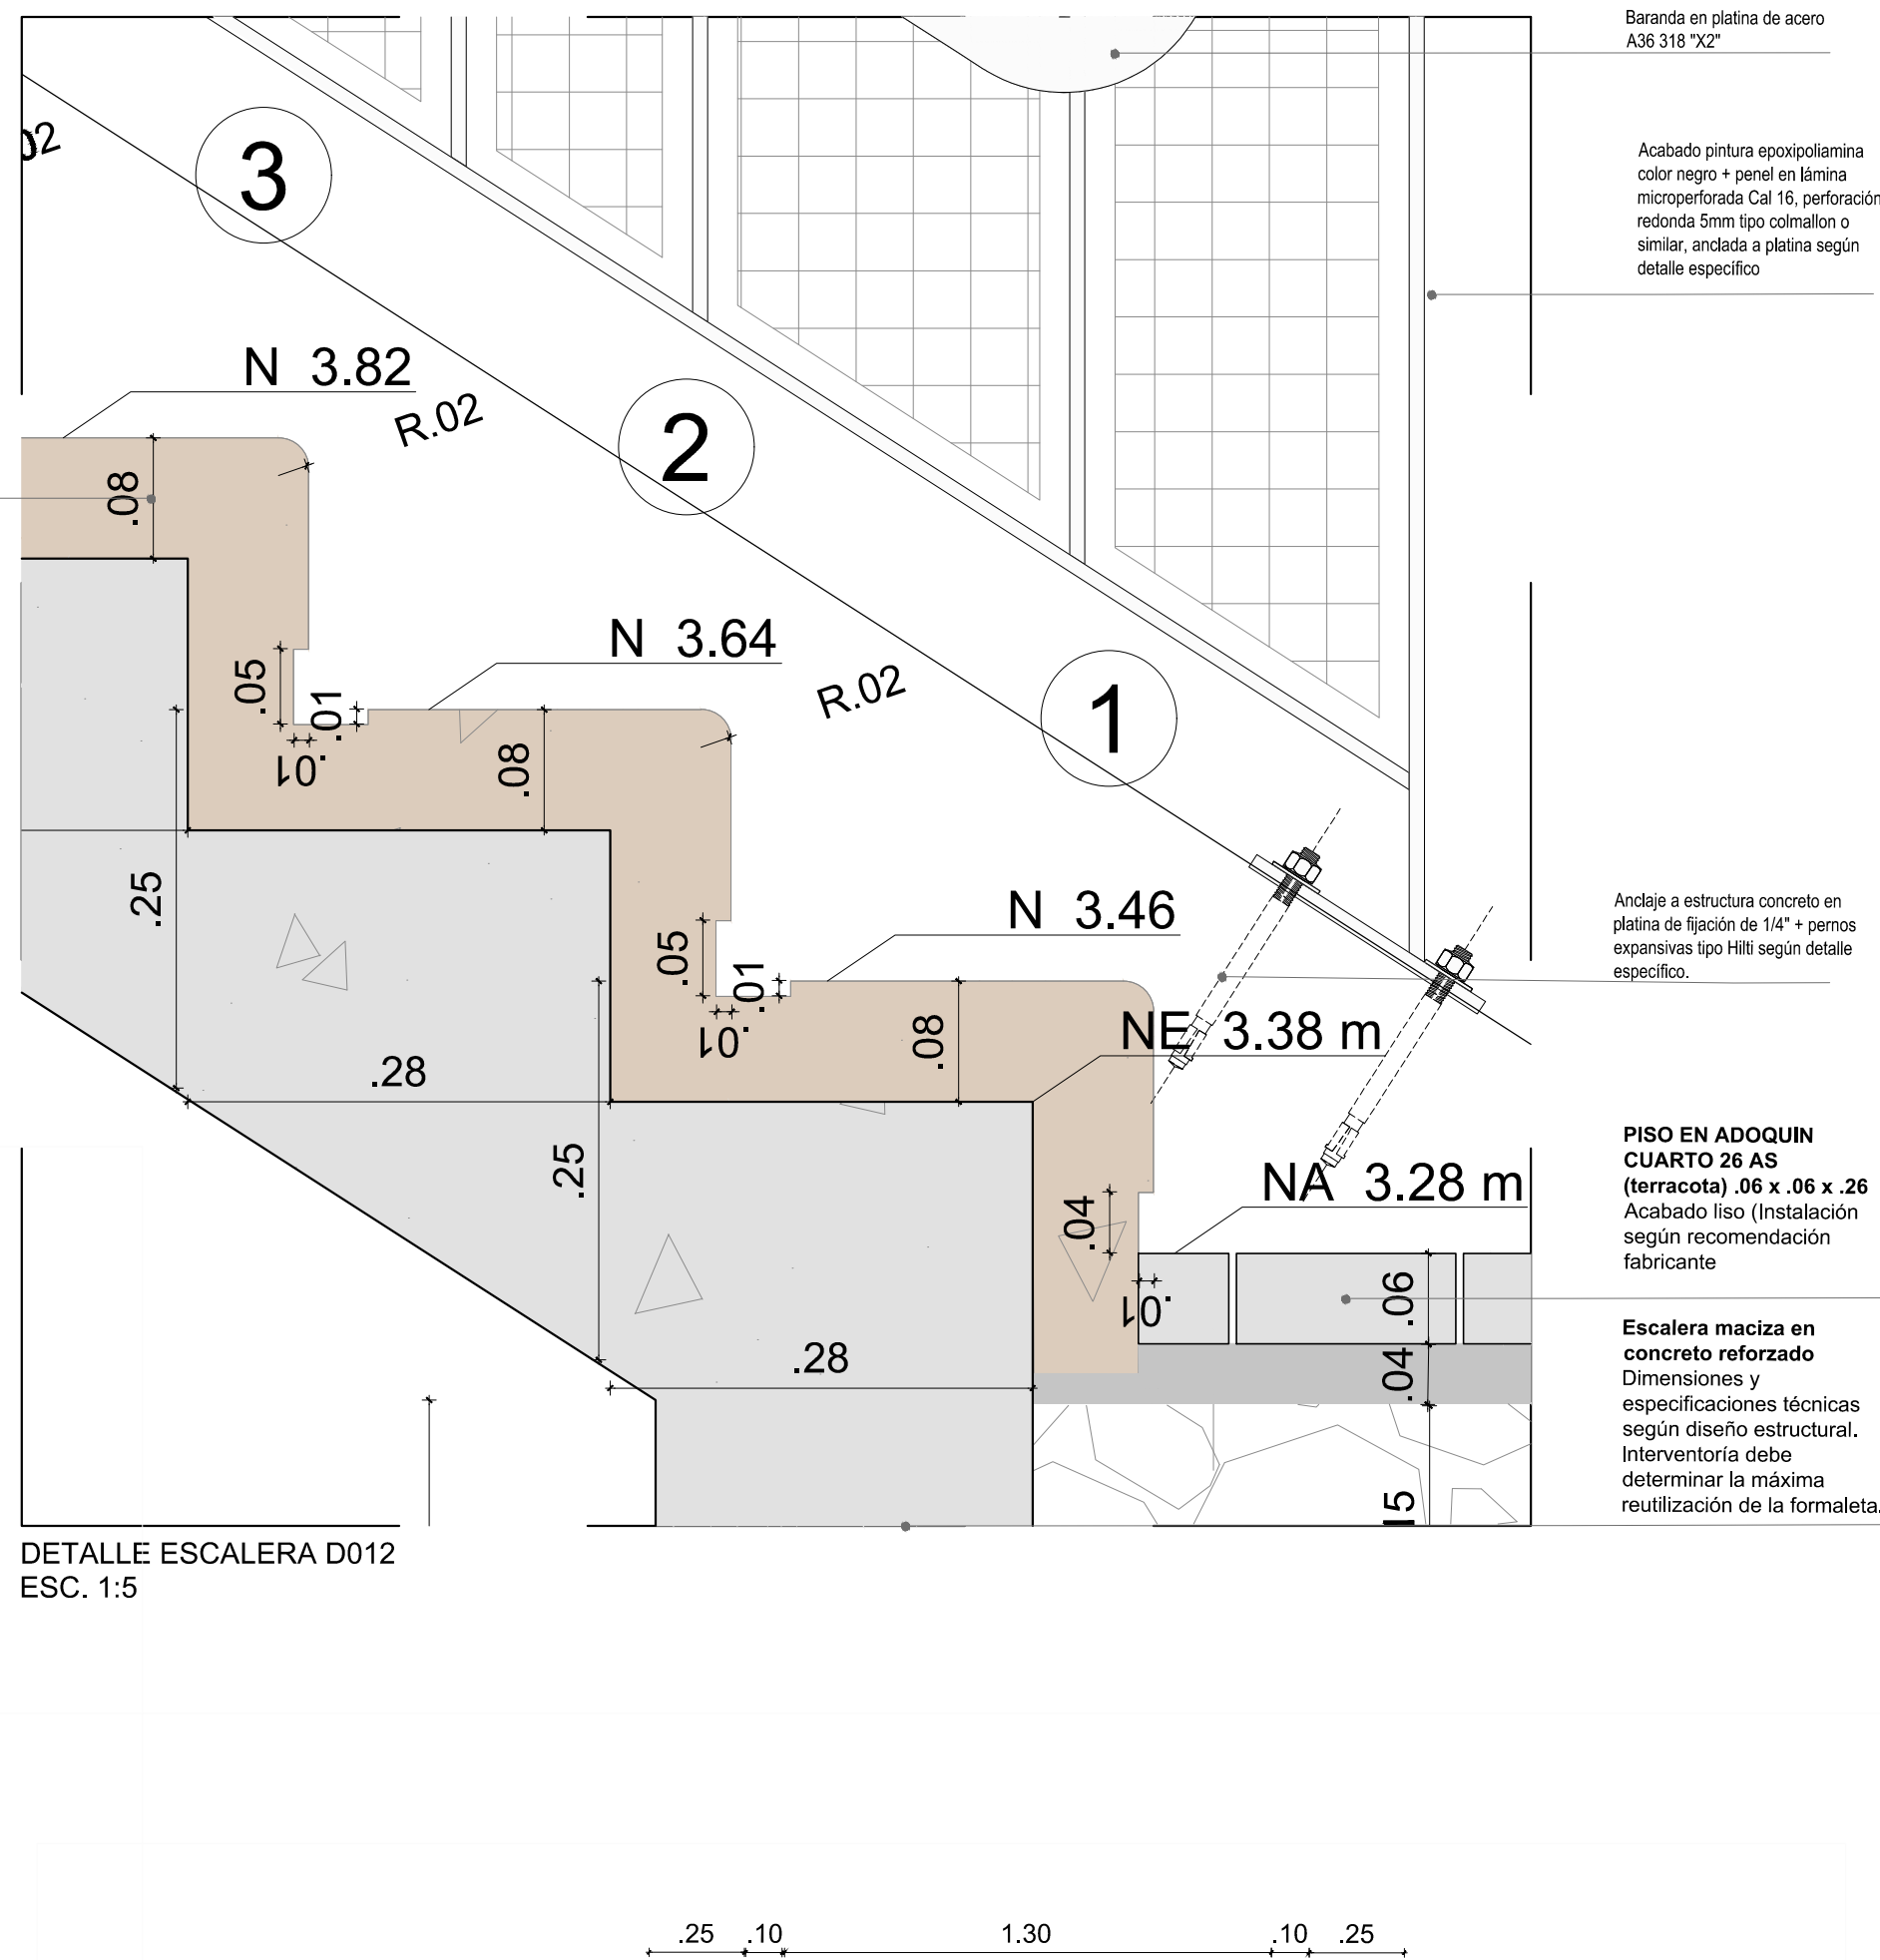 Baranda en platina de acero
A36 318 "X2"
Acabado pintura epoxipoliamina
color negro + penel en lámina
microperforada Cal 16, perforación
redonda 5mm tipo colmallon o
similar, anclada a platina según
detalle específico
3
N 3.82
R.02
2
.08
N 3.64
R.02
1
.05
.01
.01
.08
.25
N 3.46
Anclaje a estructura concreto en
platina de fijación de 1/4" + pernos
expansivas tipo Hilti según detalle
específico.
.05
.01
.01
.08
NE 3.38 m
.28
.25
NA 3.28 m
PISO EN ADOQUIN
CUARTO 26 AS
(terracota) .06 x .06 x .26
Acabado liso (Instalación
según recomendación
fabricante
.04
.01
.06
.28
.04
Escalera maciza en
concreto reforzado
Dimensiones y
especificaciones técnicas
según diseño estructural.
Interventoría debe
determinar la máxima
reutilización de la formaleta.
DETALLE ESCALERA D012
ESC. 1:5
.25 .10 1.30 .10 .25